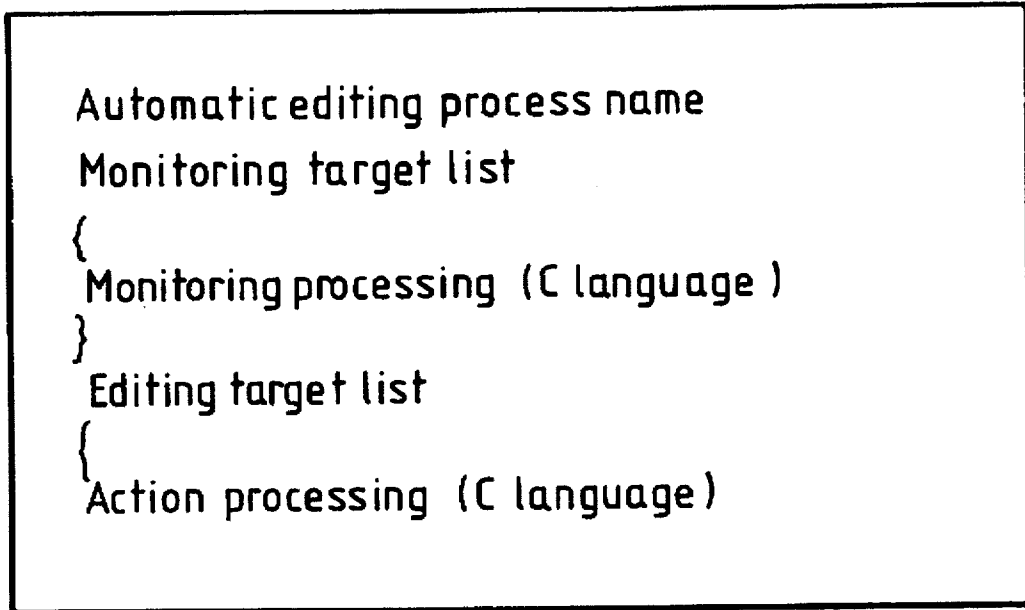 Automatic editing process name
Monitoring target list
{
Monitoring processing (C language )
}
Editing target list
{
Action processing (C language)